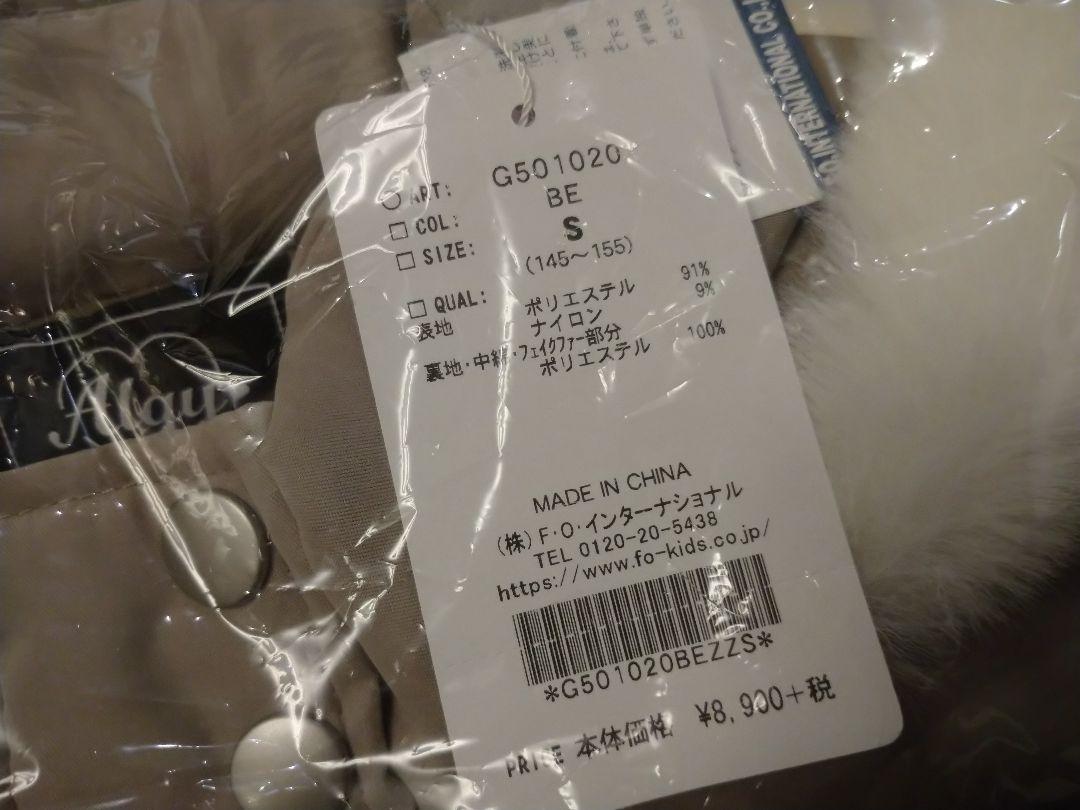 O.INTERNATIONAL CO.
G501020
ART:
BE
COL:
S
SIZE:
(145～155)
QUAL: ポリエステル 91%
表地 ナイロン 9%
裏地・中綿・フェイクファー部分
ポリエステル 100%
MADE IN CHINA
(株)F・O・インターナショナル
TEL 0120-20-5438
https://www.fo-kids.co.jp/
*G501020BEZZS*
PRICE 本体価格 ¥8,900+税